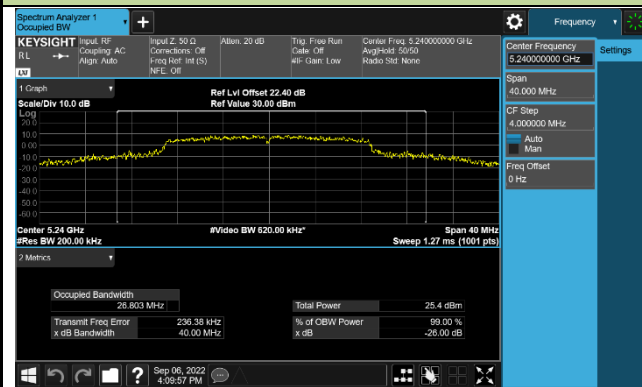 Spectrum Analyzer 1
Occupied BW
Frequency
KEYSIGHT
RL
LXI
Input: RF
Coupling: AC
Align: Auto
Input Z: 50 Ω
Corrections: Off
Freq Ref: Int (S)
NFE: Off
Atten: 20 dB
Trig: Free Run
Gate: Off
#IF Gain: Low
Center Freq: 5.240000000 GHz
Avg|Hold: 50/50
Radio Std: None
Center Frequency
5.240000000 GHz
Settings
Span
40.000 MHz
CF Step
4.000000 MHz
Auto
Man
Freq Offset
0 Hz
1 Graph
Scale/Div 10.0 dB
Ref Lvl Offset 22.40 dB
Ref Value 30.00 dBm
Log
20.0
10.0
0.00
-10.0
-20.0
-30.0
-40.0
-50.0
-60.0
Center 5.24 GHz
#Res BW 200.00 kHz
#Video BW 620.00 kHz*
Span 40 MHz
Sweep 1.27 ms (1001 pts)
2 Metrics
Occupied Bandwidth
26.803 MHz
Total Power 25.4 dBm
Transmit Freq Error 236.38 kHz
% of OBW Power 99.00 %
x dB Bandwidth 40.00 MHz
x dB -26.00 dB
Sep 06, 2022
4:09:57 PM